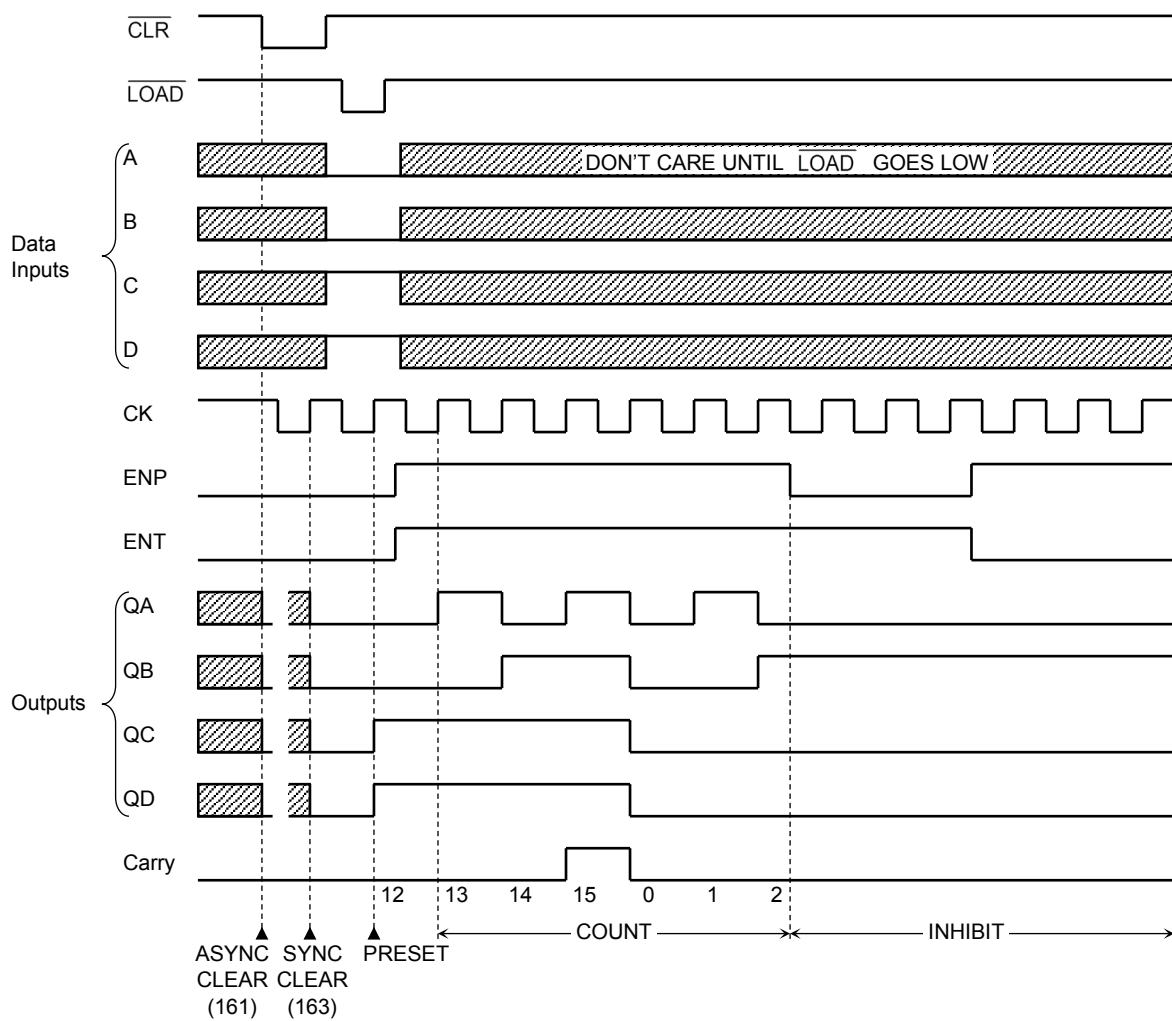 CLR
LOAD
A
DON'T CARE UNTIL LOAD GOES LOW
B
Data
Inputs
C
D
CK
ENP
ENT
QA
QB
Outputs
QC
QD
Carry
12 13 14 15 0 1 2
COUNT
INHIBIT
ASYNC
CLEAR
(161)
SYNC
CLEAR
(163)
PRESET